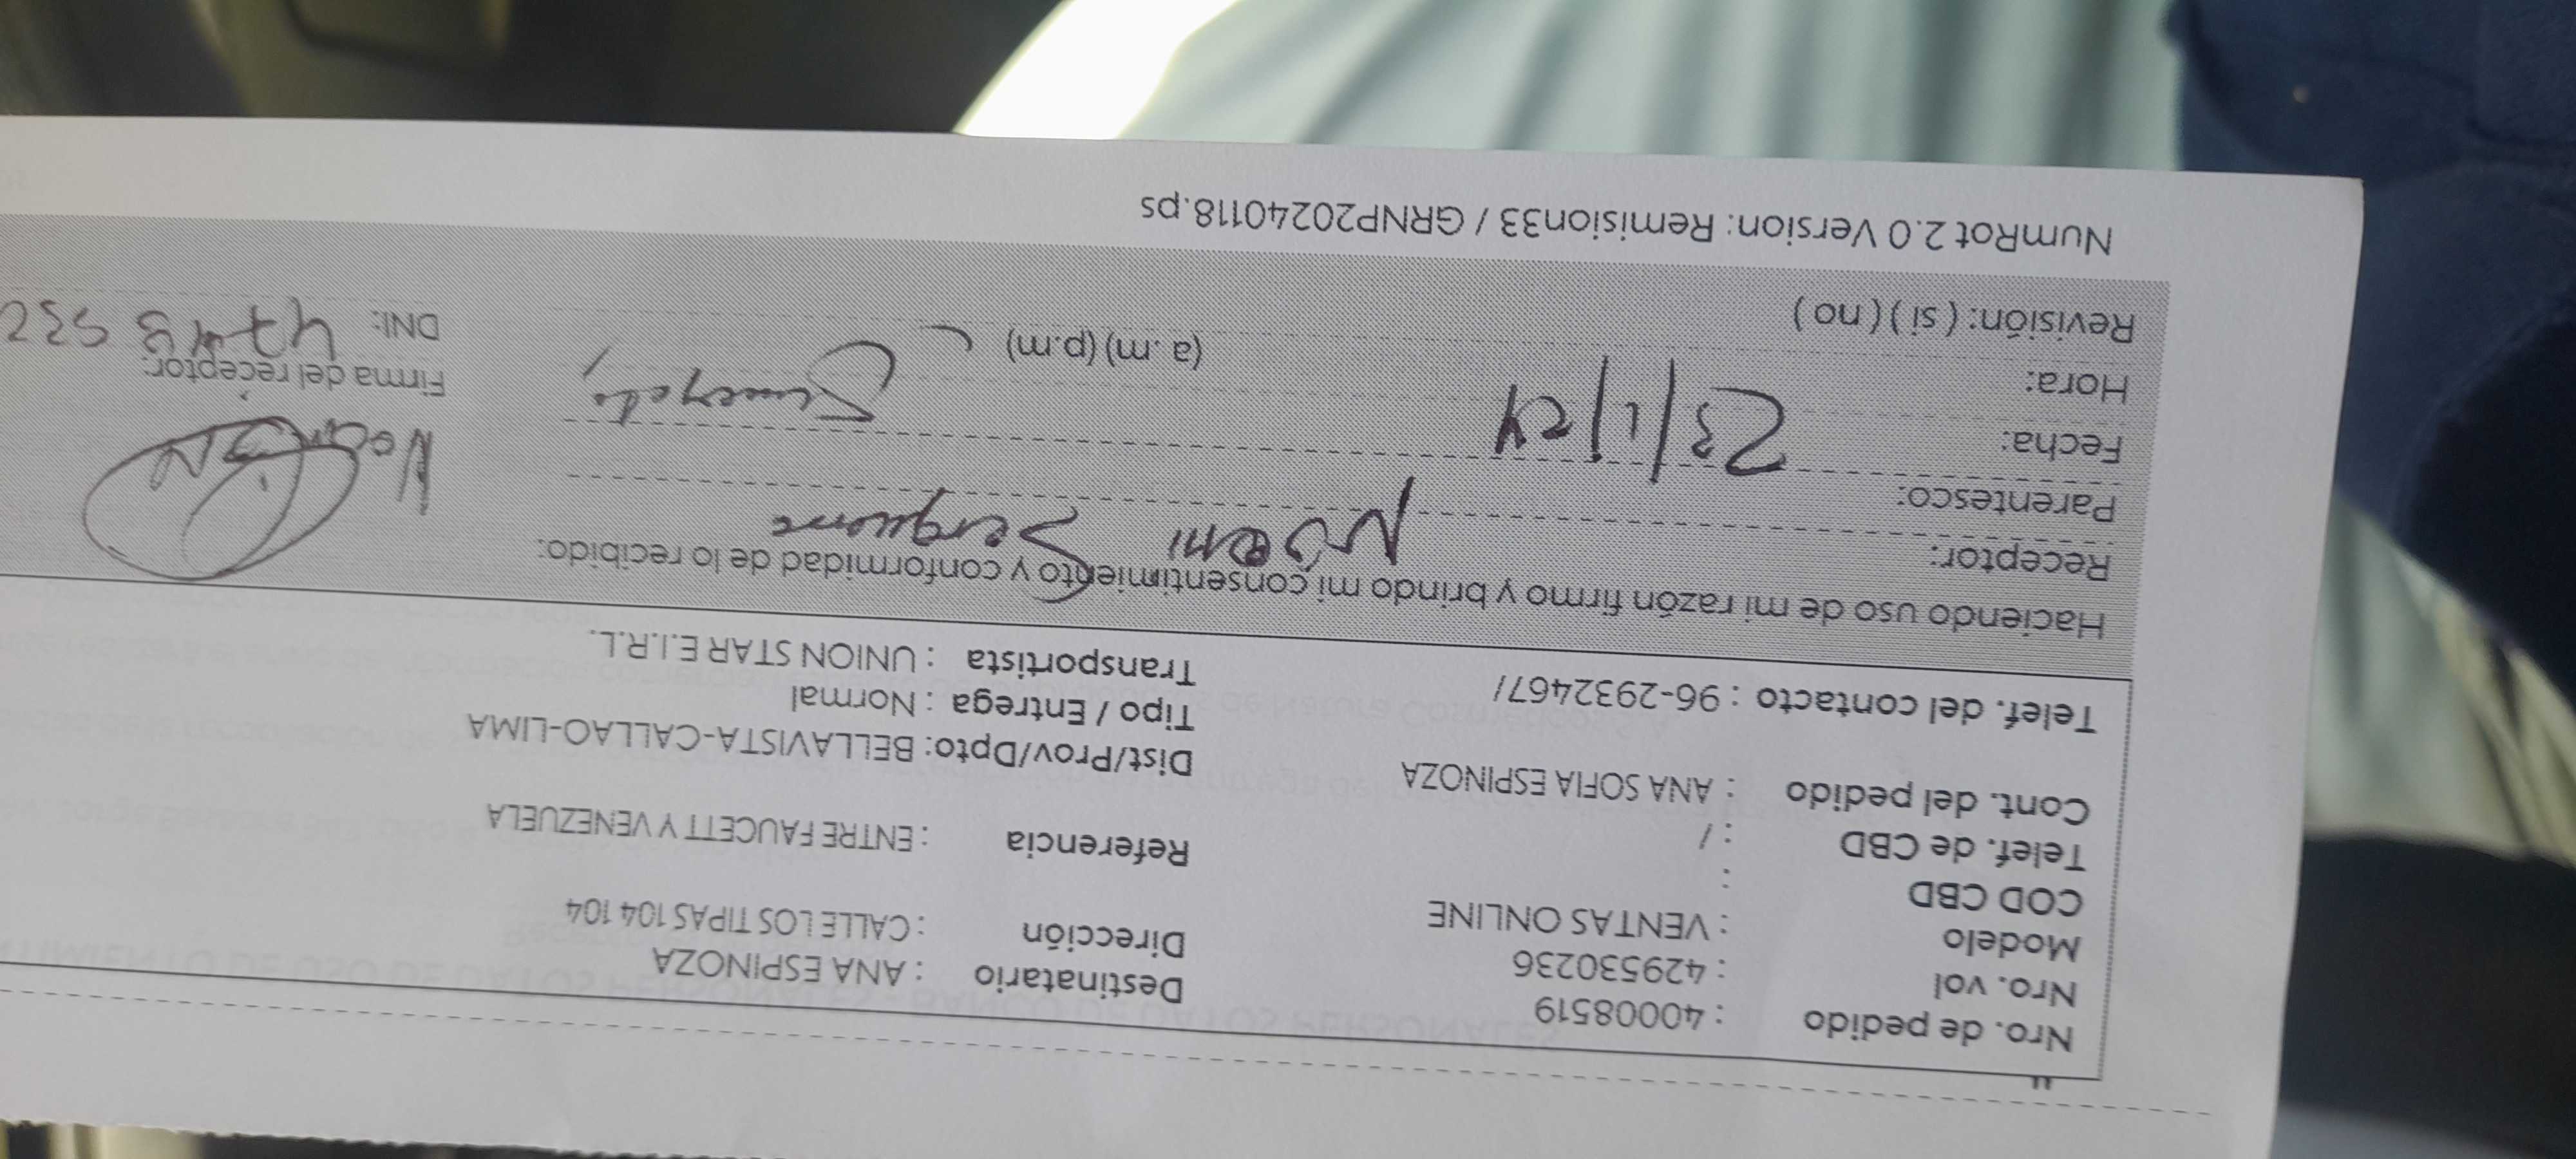 Nro. de pedido : 40008519
Nro. vol : 429530236
Modelo : VENTAS ONLINE
COD CBD :
Telef. de CBD : /
Cont. del pedido : ANA SOFIA ESPINOZA
Telef. del contacto : 96-2932467/
Destinatario : ANA ESPINOZA
Dirección : CALLE LOS TIPAS 104 104
Referencia : ENTRE FAUCETT Y VENEZUELA
Dist/Prov/Dpto: BELLAVISTA-CALLAO-LIMA
Tipo / Entrega : Normal
Transportista : UNION STAR E.I.R.L.
Haciendo uso de mi razón firmo y brindo mi consentimiento y conformidad de lo recibido:
Receptor: Noemi
Parentesco:
Fecha: 23/1/24
Hora: (a.m) (p.m)
Revisión: ( si ) ( no )
Firma del receptor:
DNI:
NumRot 2.0 Version: Remision33 / GRNP20240118.ps